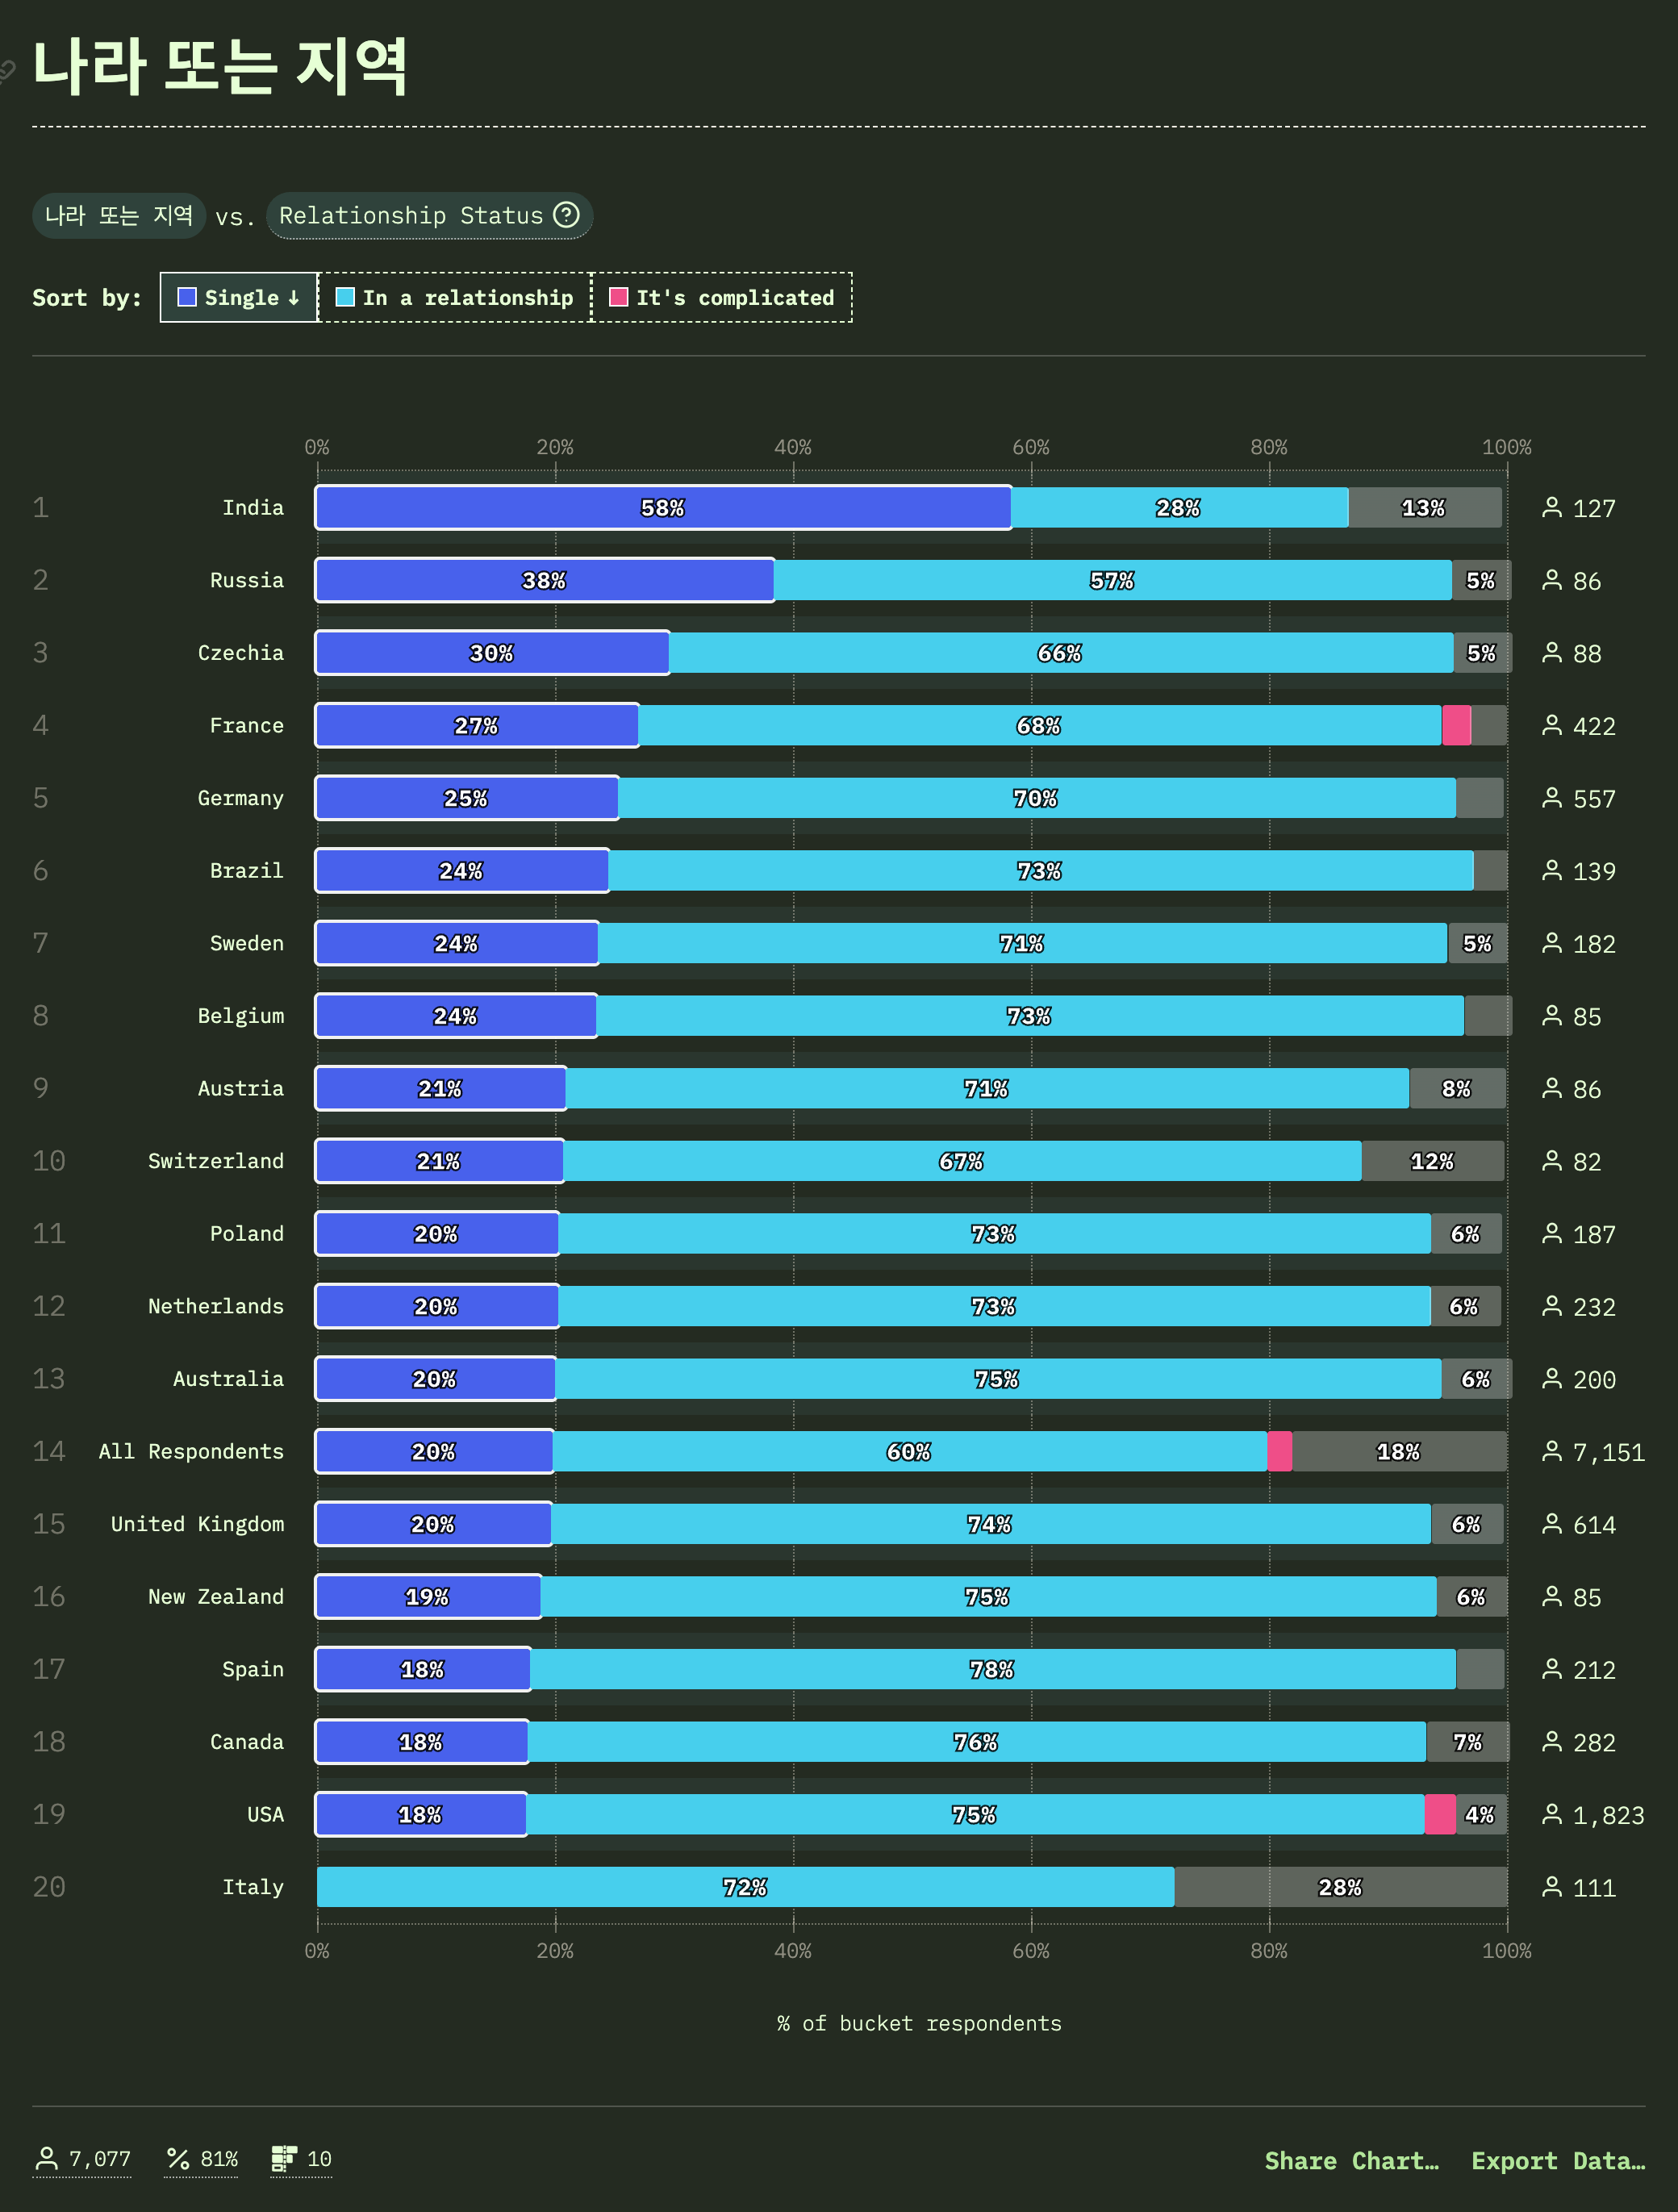 나라 또는 지역
나라 또는 지역 vs. Relationship Status ?
Sort by: Single ↓ In a relationship It's complicated
0% 20% 40% 60% 80% 100%
1 India 58% 28% 13% 127
2 Russia 38% 57% 5% 86
3 Czechia 30% 66% 5% 88
4 France 27% 68% 422
5 Germany 25% 70% 557
6 Brazil 24% 73% 139
7 Sweden 24% 71% 5% 182
8 Belgium 24% 73% 85
9 Austria 21% 71% 8% 86
10 Switzerland 21% 67% 12% 82
11 Poland 20% 73% 6% 187
12 Netherlands 20% 73% 6% 232
13 Australia 20% 75% 6% 200
14 All Respondents 20% 60% 18% 7,151
15 United Kingdom 20% 74% 6% 614
16 New Zealand 19% 75% 6% 85
17 Spain 18% 78% 212
18 Canada 18% 76% 7% 282
19 USA 18% 75% 4% 1,823
20 Italy 72% 28% 111
0% 20% 40% 60% 80% 100%
% of bucket respondents
7,077 % 81% 10 Share Chart… Export Data…